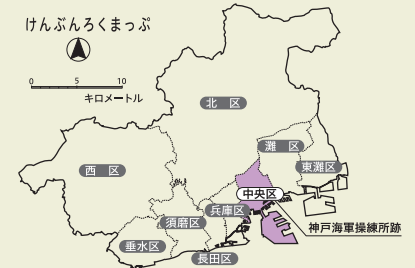 けんぶんろくまっぷ
0 5 10
キロメートル
北 区
灘 区
東灘区
西 区
中央区
兵庫区
須磨区
神戸海軍操練所跡
垂水区
長田区